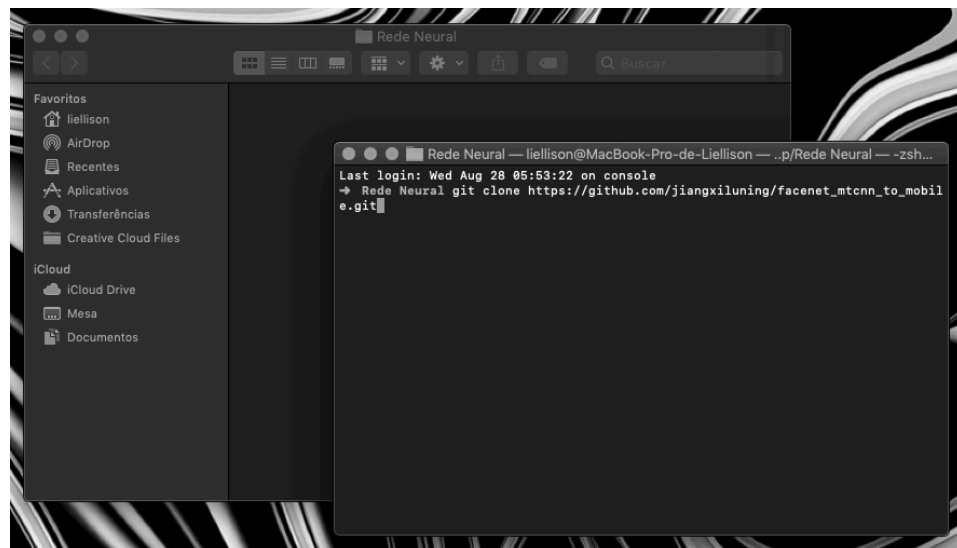 Rede Neural
Buscar
Favoritos
liellison
AirDrop
Recentes
Aplicativos
Transferências
Creative Cloud Files
iCloud
iCloud Drive
Mesa
Documentos
Rede Neural — liellison@MacBook-Pro-de-Liellison — ..p/Rede Neural — -zsh...
Last login: Wed Aug 28 05:53:22 on console
→ Rede Neural git clone https://github.com/jiangxiluning/facenet_mtcnn_to_mobil
e.git